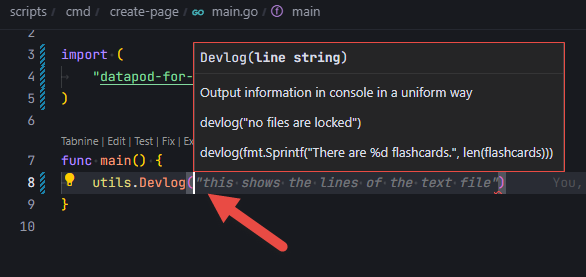 scripts > cmd > create-page > main.go > main
2
3 import (
4 "datapod-for-
5 )
6
Tabnine | Edit | Test | Fix | Ex
7 func main() {
8 utils.Devlog("this shows the lines of the text file") You,
9 }
10
Devlog(line string)
Output information in console in a uniform way
devlog("no files are locked")
devlog(fmt.Sprintf("There are %d flashcards.", len(flashcards)))